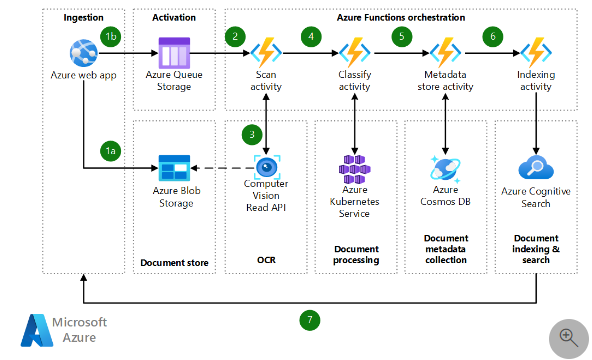 Ingestion
Activation
Azure Functions orchestration
1b
2
4
5
6
Azure web app
Azure Queue
Storage
Scan
activity
Classify
activity
Metadata
store activity
Indexing
activity
1a
3
Azure Blob
Storage
Computer
Vision
Read API
Azure
Kubernetes
Service
Azure
Cosmos DB
Azure Cognitive
Search
Document store
OCR
Document
processing
Document
metadata
collection
Document
indexing &
search
7
Microsoft
Azure